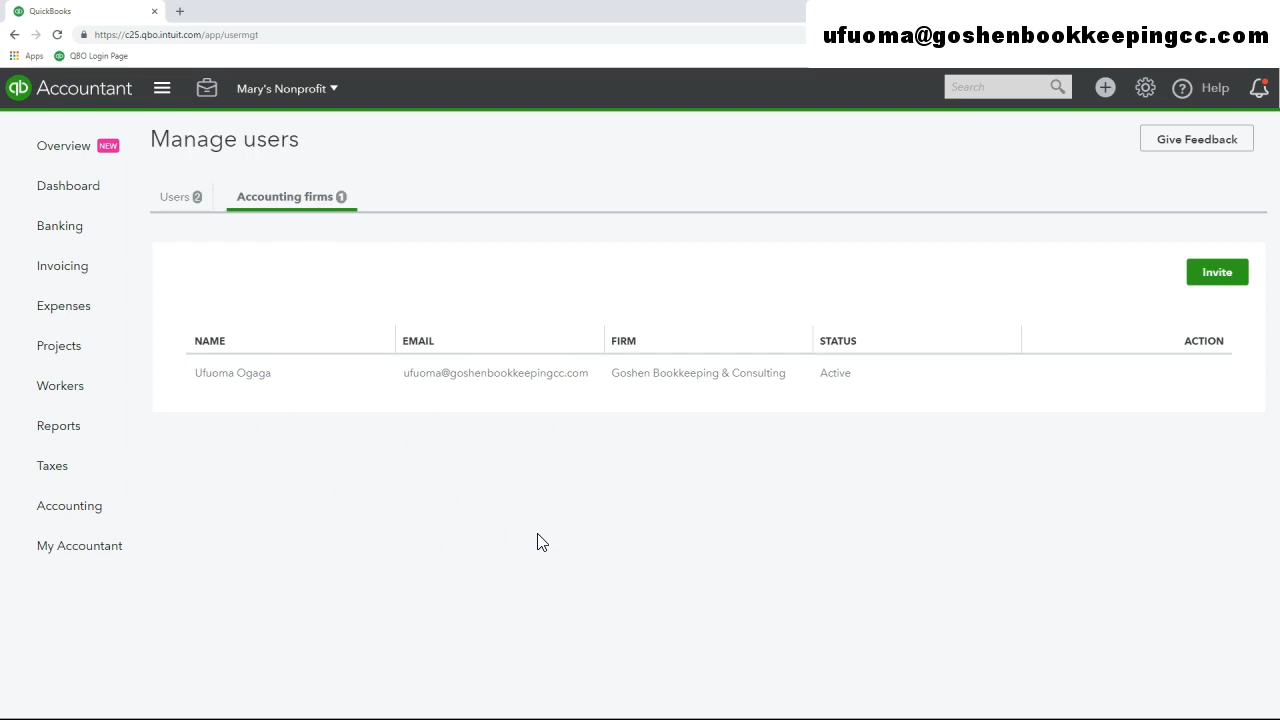 QuickBooks
https://c25.qbo.intuit.com/app/usermgt
Apps QBO Login Page
ufuoma@goshenbookkeepingcc.com
qb Accountant Mary's Nonprofit Search Help
Overview NEW
Dashboard
Banking
Invoicing
Expenses
Projects
Workers
Reports
Taxes
Accounting
My Accountant
Manage users
Give Feedback
Users 2 Accounting firms 1
Invite
NAME EMAIL FIRM STATUS ACTION
Ufuoma Ogaga ufuoma@goshenbookkeepingcc.com Goshen Bookkeeping & Consulting Active